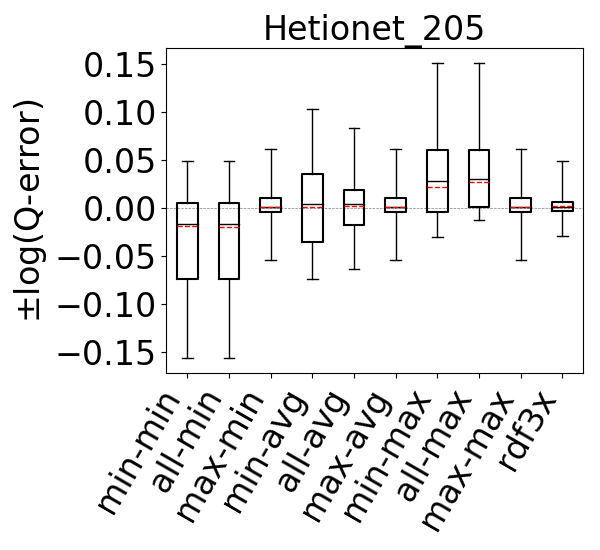 Hetionet_205
±log(Q-error)
0.15
0.10
0.05
0.00
−0.05
−0.10
−0.15
min-min
all-min
max-min
min-avg
all-avg
max-avg
min-max
all-max
max-max
rdf3x